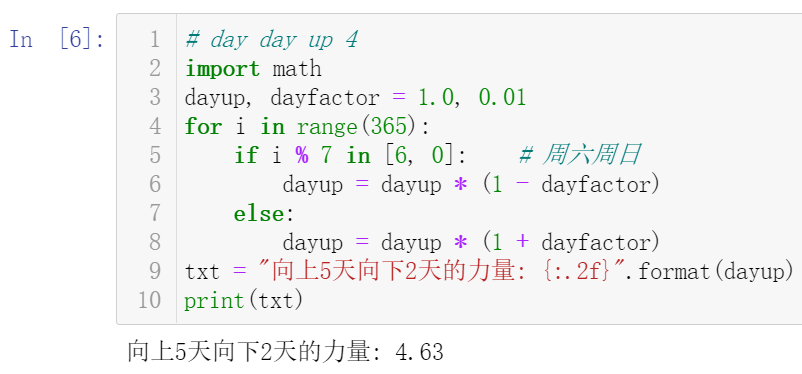 In [6]:
1 # day day up 4
2 import math
3 dayup, dayfactor = 1.0, 0.01
4 for i in range(365):
5     if i % 7 in [6, 0]:    # 周六周日
6         dayup = dayup * (1 - dayfactor)
7     else:
8         dayup = dayup * (1 + dayfactor)
9 txt = "向上5天向下2天的力量: {:.2f}".format(dayup)
10 print(txt)
向上5天向下2天的力量: 4.63